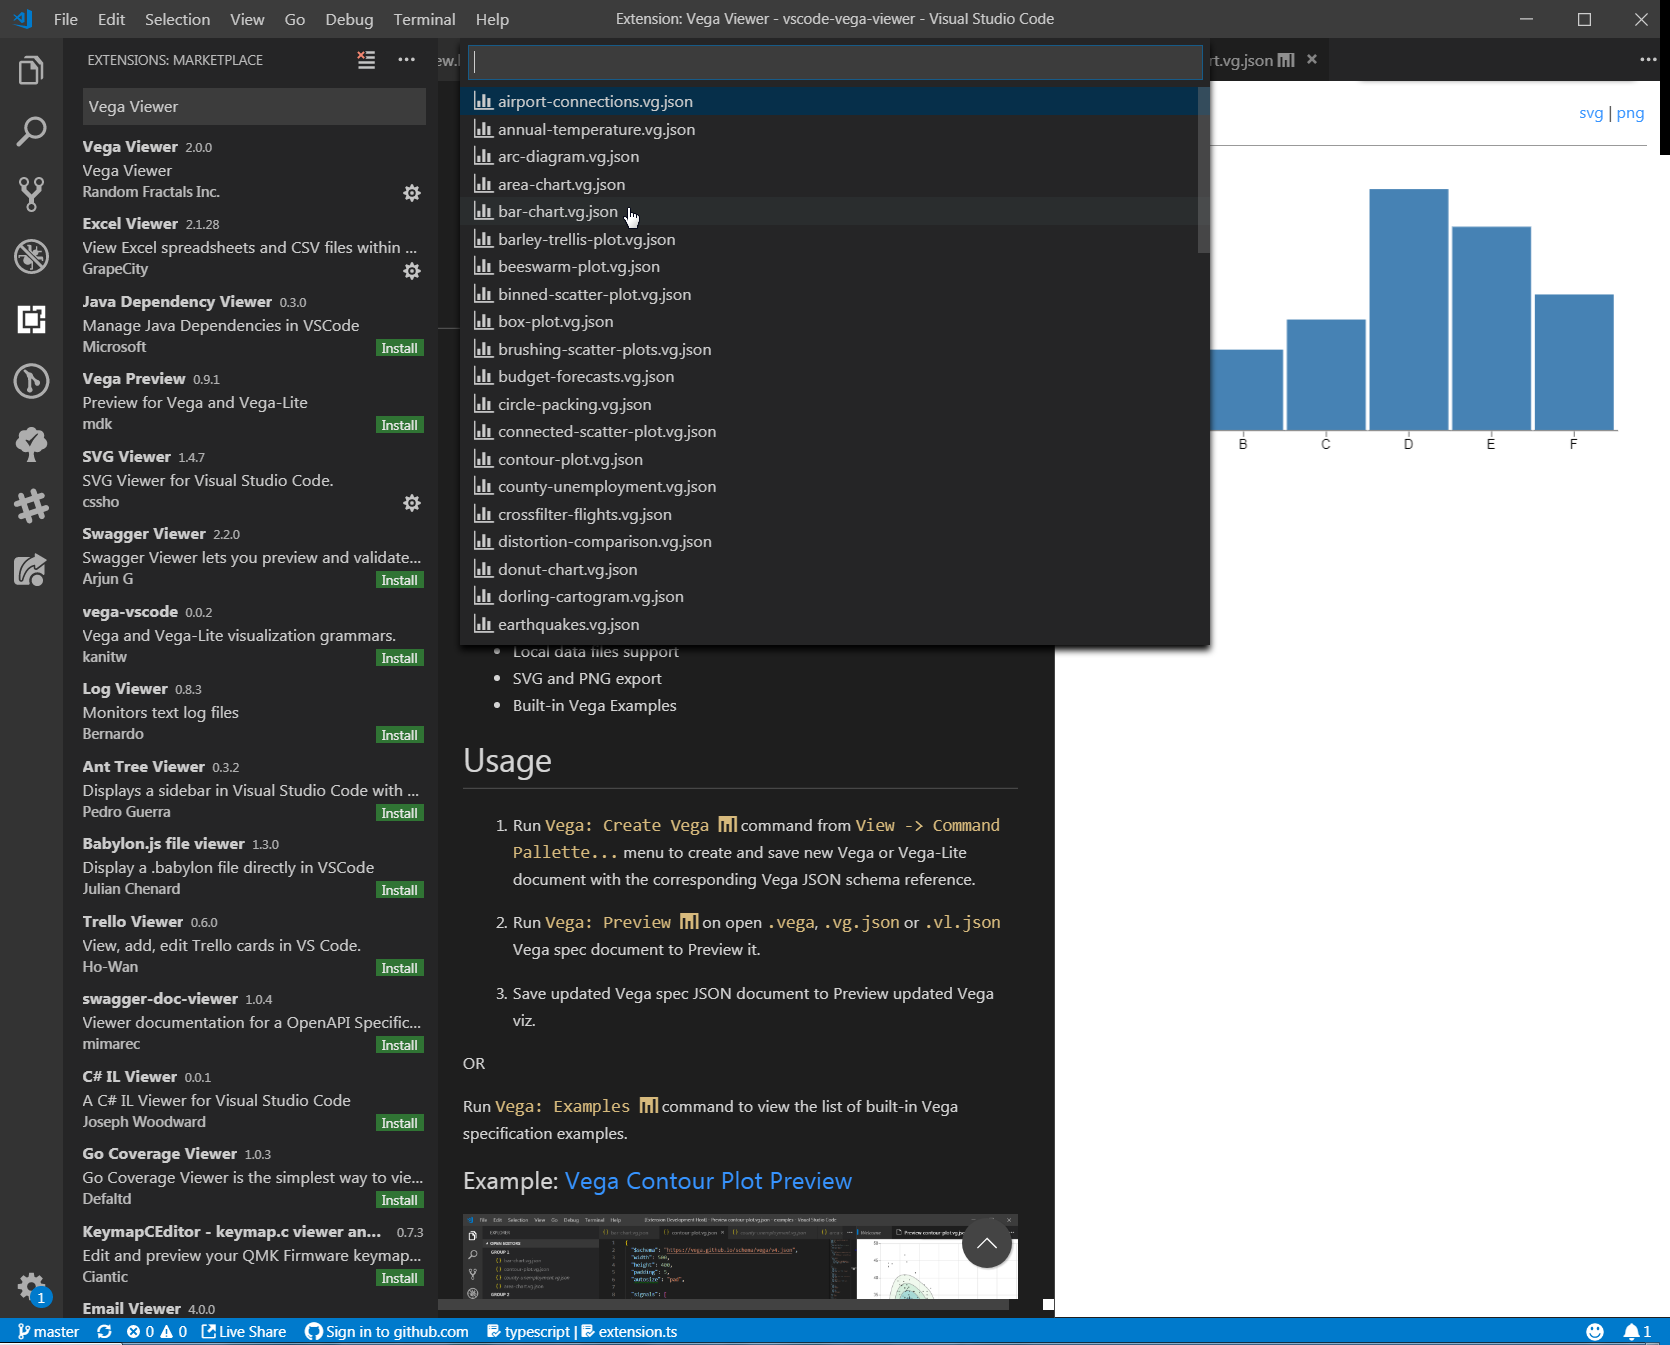 File Edit Selection View Go Debug Terminal Help
Extension: Vega Viewer - vscode-vega-viewer - Visual Studio Code
EXTENSIONS: MARKETPLACE
Vega Viewer
Vega Viewer 2.0.0
Vega Viewer
Random Fractals Inc.
Excel Viewer 2.1.28
View Excel spreadsheets and CSV files within ...
GrapeCity
Java Dependency Viewer 0.3.0
Manage Java Dependencies in VSCode
Microsoft Install
Vega Preview 0.9.1
Preview for Vega and Vega-Lite
mdk Install
SVG Viewer 1.4.7
SVG Viewer for Visual Studio Code.
cssho
Swagger Viewer 2.2.0
Swagger Viewer lets you preview and validate...
Arjun G Install
vega-vscode 0.0.2
Vega and Vega-Lite visualization grammars.
kanitw Install
Log Viewer 0.8.3
Monitors text log files
Bernardo Install
Ant Tree Viewer 0.3.2
Displays a sidebar in Visual Studio Code with ...
Pedro Guerra Install
Babylon.js file viewer 1.3.0
Display a .babylon file directly in VSCode
Julian Chenard Install
Trello Viewer 0.6.0
View, add, edit Trello cards in VS Code.
Ho-Wan Install
swagger-doc-viewer 1.0.4
Viewer documentation for a OpenAPI Specific...
mimarec Install
C# IL Viewer 0.0.1
A C# IL Viewer for Visual Studio Code
Joseph Woodward Install
Go Coverage Viewer 1.0.3
Go Coverage Viewer is the simplest way to vie...
Defaltd Install
KeymapCEditor - keymap.c viewer an... 0.7.3
Edit and preview your QMK Firmware keymap...
Ciantic Install
Email Viewer 4.0.0
1
airport-connections.vg.json
annual-temperature.vg.json
arc-diagram.vg.json
area-chart.vg.json
bar-chart.vg.json
barley-trellis-plot.vg.json
beeswarm-plot.vg.json
binned-scatter-plot.vg.json
box-plot.vg.json
brushing-scatter-plots.vg.json
budget-forecasts.vg.json
circle-packing.vg.json
connected-scatter-plot.vg.json
contour-plot.vg.json
county-unemployment.vg.json
crossfilter-flights.vg.json
distortion-comparison.vg.json
donut-chart.vg.json
dorling-cartogram.vg.json
earthquakes.vg.json
Local data files support
• SVG and PNG export
• Built-in Vega Examples
Usage
1. Run Vega: Create Vega command from View -> Command
Pallette... menu to create and save new Vega or Vega-Lite
document with the corresponding Vega JSON schema reference.
2. Run Vega: Preview on open .vega, .vg.json or .vl.json
Vega spec document to Preview it.
3. Save updated Vega spec JSON document to Preview updated Vega
viz.
OR
Run Vega: Examples command to view the list of built-in Vega
specification examples.
Example: Vega Contour Plot Preview
rt.vg.json
svg | png
B C D E F
master 0 0 Live Share Sign in to github.com typescript | extension.ts 1